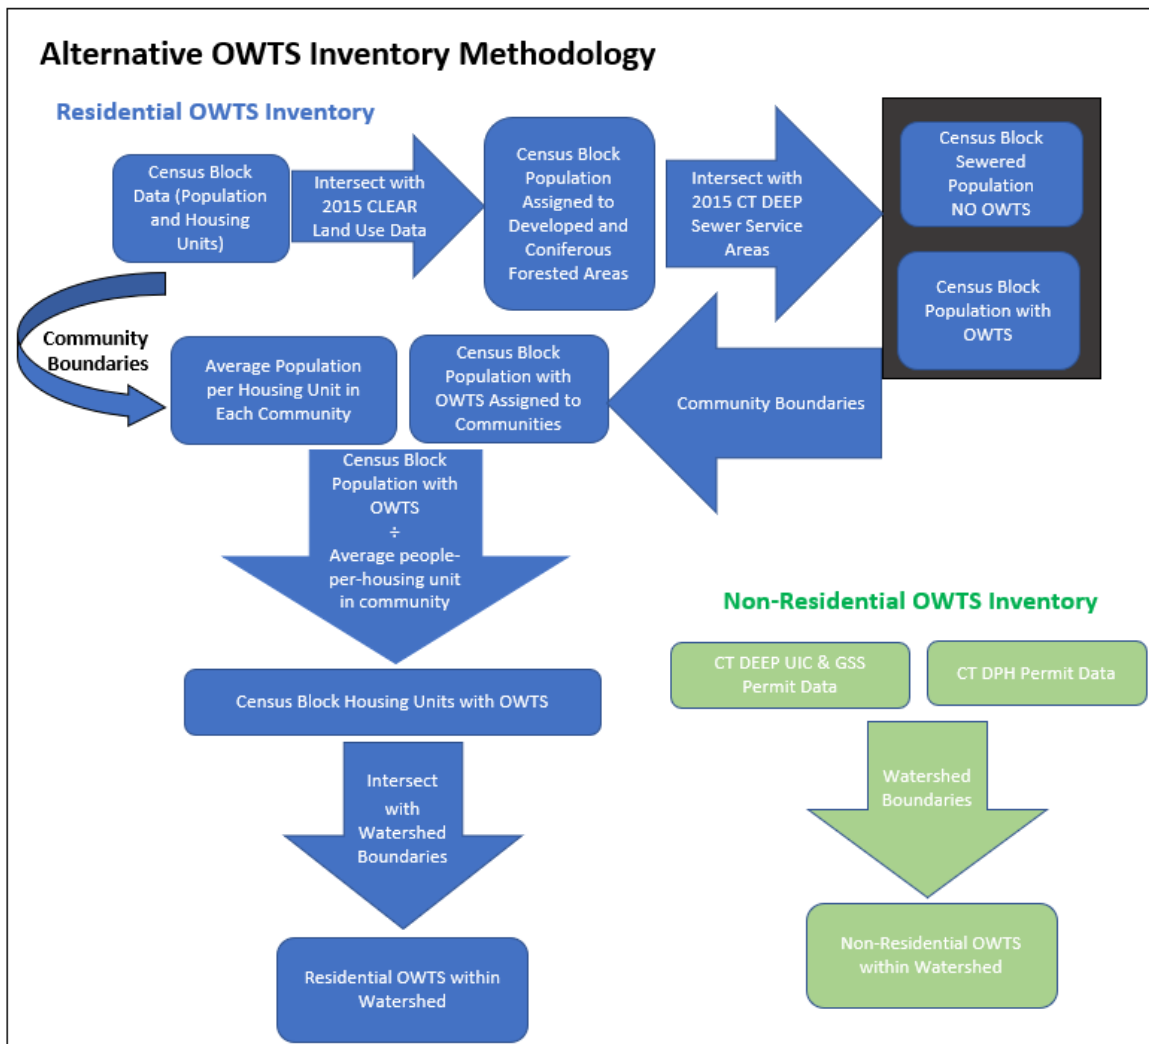 Alternative OWTS Inventory Methodology
Residential OWTS Inventory
Census Block
Data (Population
and Housing
Units)
Intersect with
2015 CLEAR
Land Use Data
Census Block
Population
Assigned to
Developed and
Coniferous
Forested Areas
Intersect with
2015 CT DEEP
Sewer Service
Areas
Census Block
Sewered
Population
NO OWTS
Census Block
Population with
OWTS
Community
Boundaries
Average Population
per Housing Unit in
Each Community
Census Block
Population with
OWTS Assigned to
Communities
Community Boundaries
Census Block
Population with
OWTS
÷
Average people-
per-housing unit
in community
Census Block Housing Units with OWTS
Intersect
with
Watershed
Boundaries
Residential OWTS within
Watershed
Non-Residential OWTS Inventory
CT DEEP UIC & GSS
Permit Data
CT DPH Permit Data
Watershed
Boundaries
Non-Residential OWTS
within Watershed